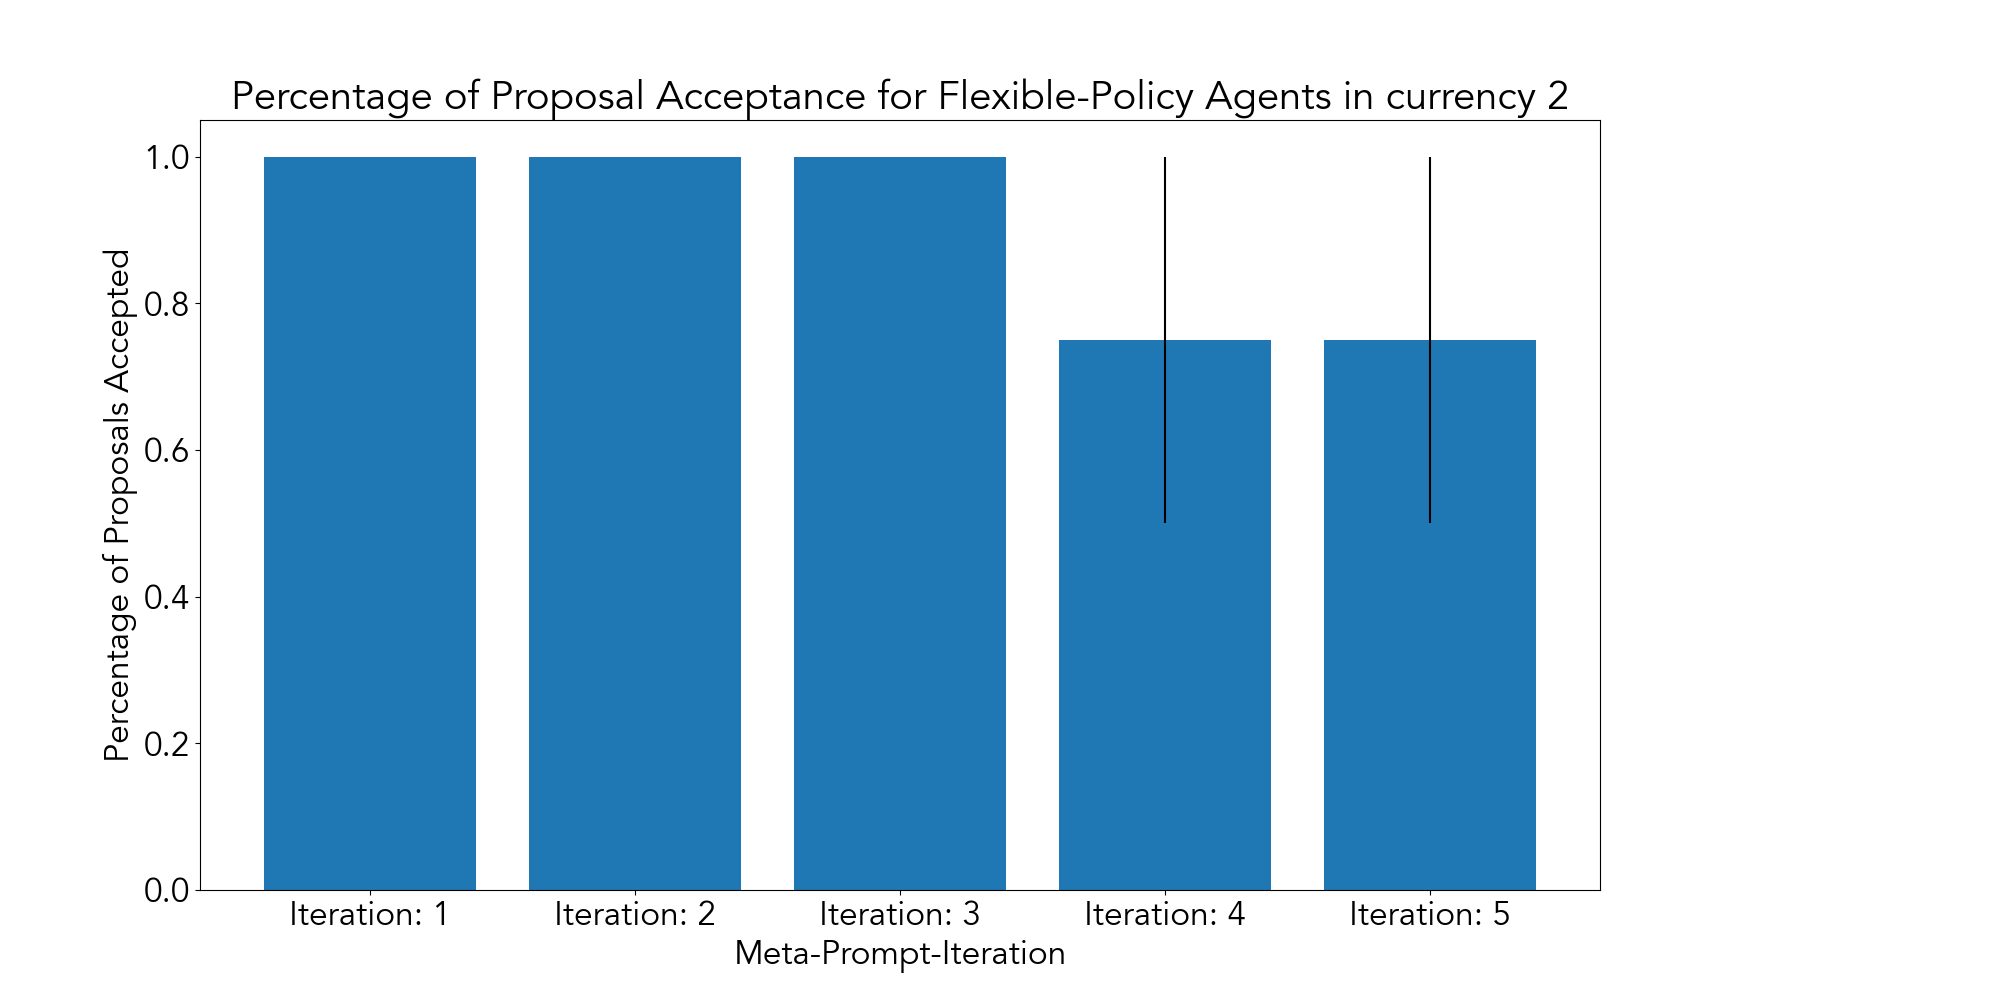 Percentage of Proposal Acceptance for Flexible-Policy Agents in currency 2
Percentage of Proposals Accepted
1.0
0.8
0.6
0.4
0.2
0.0
Iteration: 1
Iteration: 2
Iteration: 3
Iteration: 4
Iteration: 5
Meta-Prompt-Iteration